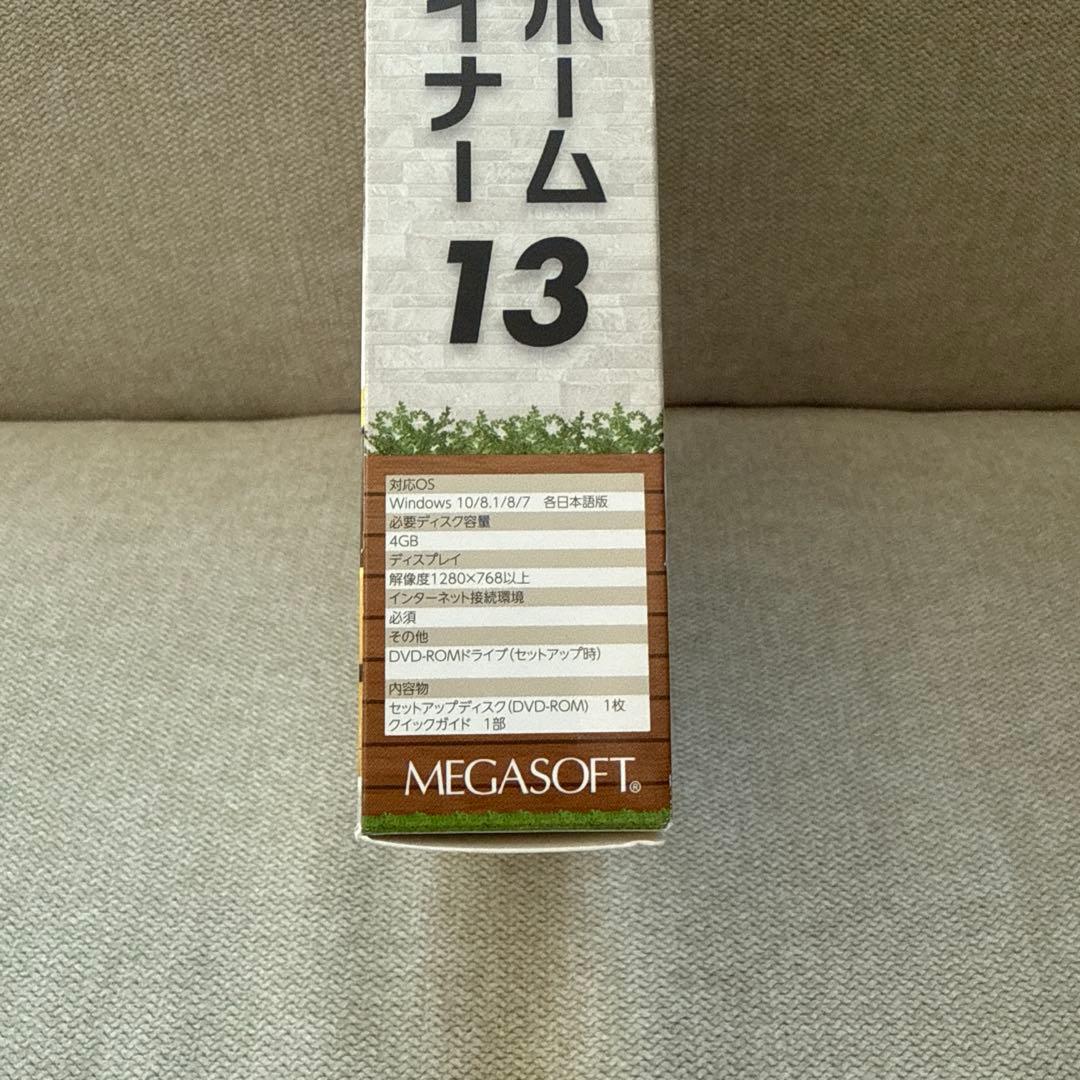 ホーム
イナー
13
対応OS
Windows 10/8.1/8/7 各日本語版
必要ディスク容量
4GB
ディスプレイ
解像度1280×768以上
インターネット接続環境
必須
その他
DVD-ROMドライブ(セットアップ時)
内容物
セットアップディスク(DVD-ROM) 1枚
クイックガイド 1部
MEGASOFT®